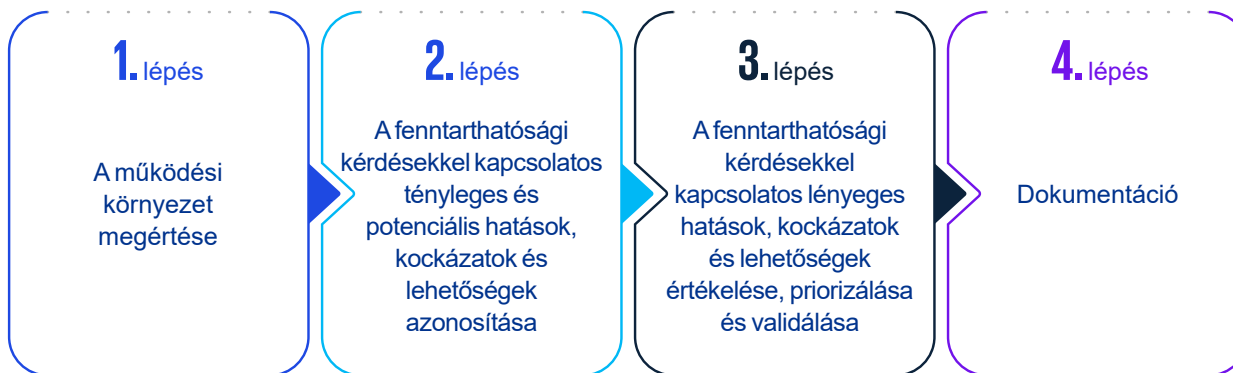 1. lépés
A működési
környezet
megértése
2. lépés
A fenntarthatósági
kérdésekkel kapcsolatos
tényleges és
potenciális hatások,
kockázatok és
lehetőségek
azonosítása
3. lépés
A fenntarthatósági
kérdésekkel
kapcsolatos lényeges
hatások, kockázatok
és lehetőségek
értékelése, priorizálása
és validálása
4. lépés
Dokumentáció